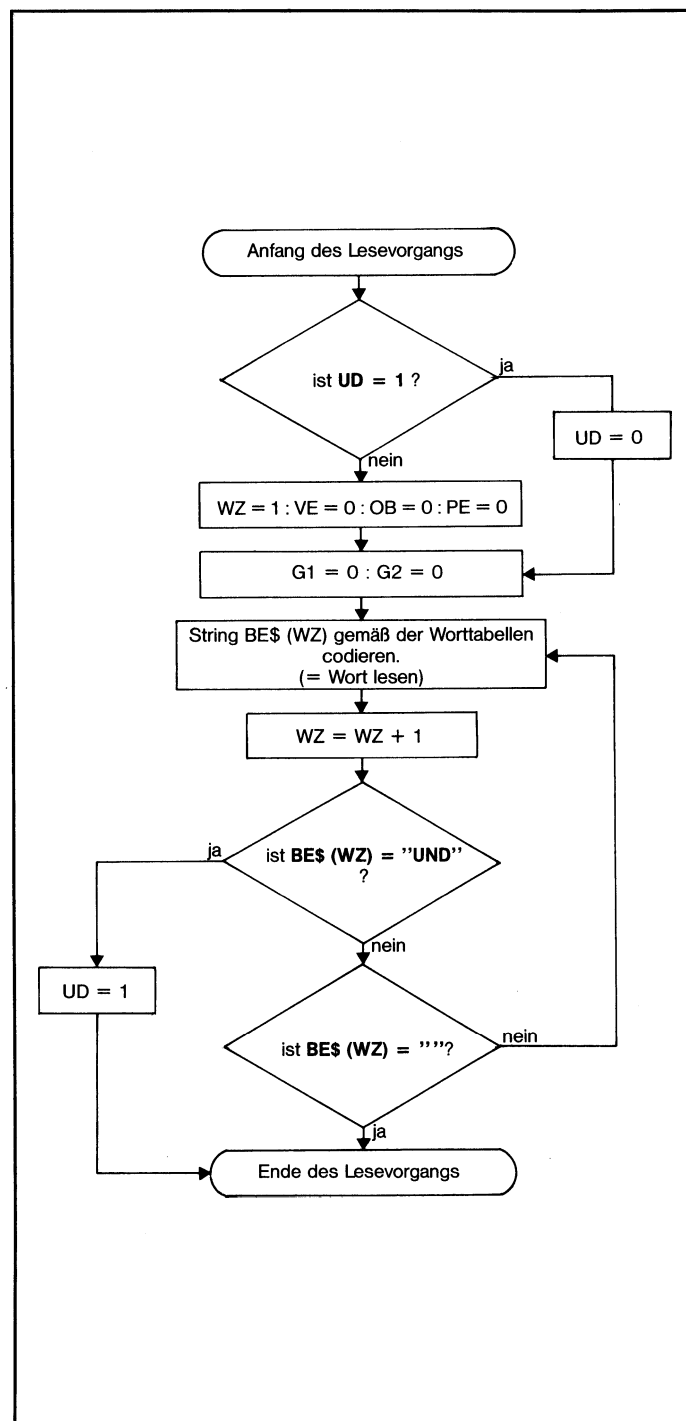 Anfang des Lesevorgangs
ist UD = 1 ?
ja
UD = 0
nein
WZ = 1 : VE = 0 : OB = 0 : PE = 0
G1 = 0 : G2 = 0
String BE$ (WZ) gemäß der Worttabellen
codieren.
(= Wort lesen)
WZ = WZ + 1
ja
ist BE$ (WZ) = ”UND”
?
nein
UD = 1
ist BE$ (WZ) = ””?
nein
ja
Ende des Lesevorgangs